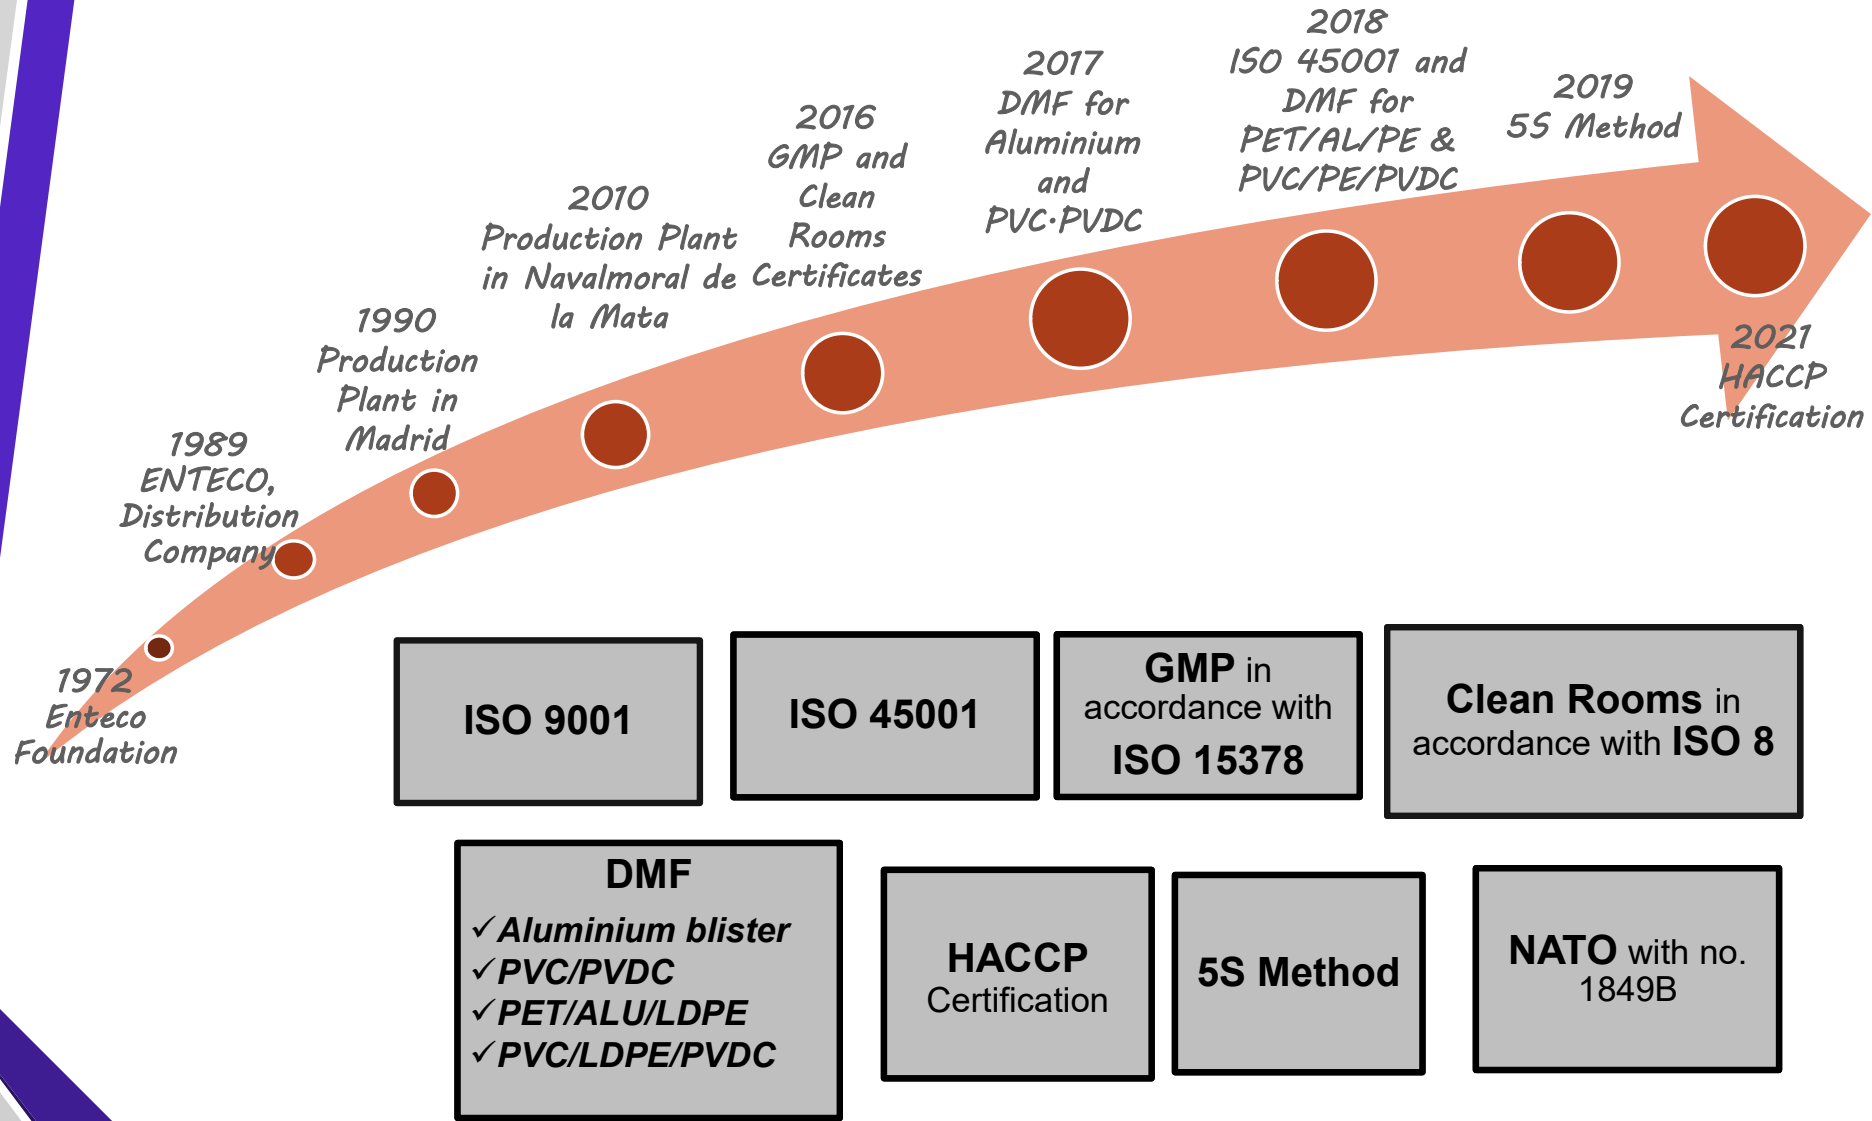 1972
Enteco
Foundation
1989
ENTECO,
Distribution
Company
1990
Production
Plant in
Madrid
2010
Production Plant
in Navalmoral de
la Mata
2016
GMP and
Clean
Rooms
Certificates
2017
DMF for
Aluminium
and
PVC·PVDC
2018
ISO 45001 and
DMF for
PET/AL/PE &
PVC/PE/PVDC
2019
5S Method
2021
HACCP
Certification
ISO 9001
ISO 45001
GMP in
accordance with
ISO 15378
Clean Rooms in
accordance with ISO 8
DMF
✓Aluminium blister
✓PVC/PVDC
✓PET/ALU/LDPE
✓PVC/LDPE/PVDC
HACCP
Certification
5S Method
NATO with no.
1849B